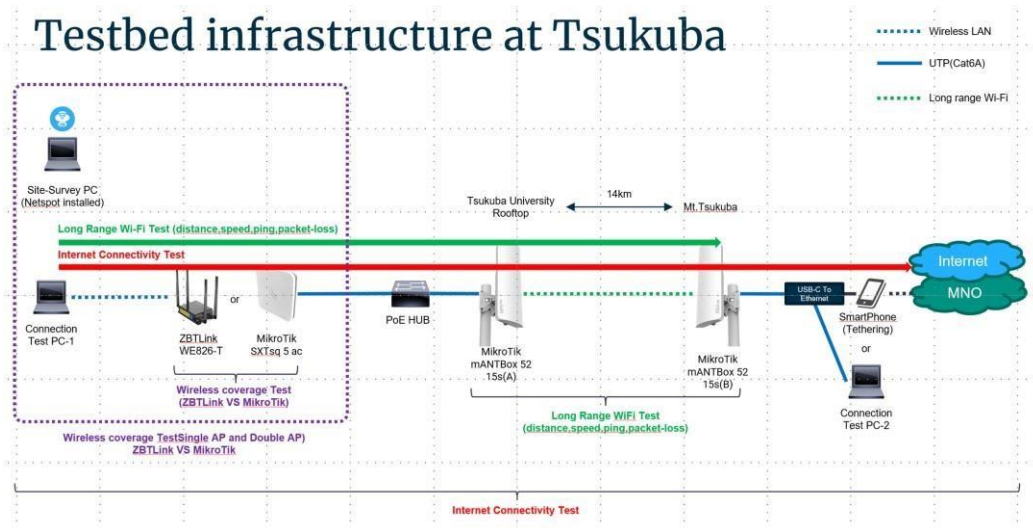 Testbed infrastructure at Tsukuba
Wireless LAN
UTP(Cat6A)
Long range Wi-Fi
Site-Survey PC
(Netspot installed)
Tsukuba University
Rooftop
14km
Mt.Tsukuba
Long Range Wi-Fi Test (distance,speed,ping,packet-loss)
Internet Connectivity Test
Internet
MNO
Connection
Test PC-1
or
ZBTLink
WE826-T
MikroTik
SXTsq 5 ac
PoE HUB
MikroTik
mANTBox 52
15s(A)
MikroTik
mANTBox 52
15s(B)
USB-C To
Ethernet
SmartPhone
(Tethering)
or
Connection
Test PC-2
Wireless coverage Test
(ZBTLink VS MikroTik)
Long Range WiFi Test
(distance,speed,ping,packet-loss)
Wireless coverage TestSingle AP and Double AP)
ZBTLink VS MikroTik
Internet Connectivity Test